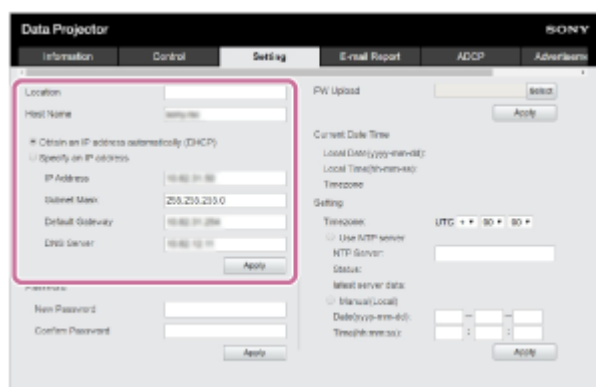 Data Projector
SONY
Information Control Setting E-mail Report ADCP Advertiseme
Location
Host Name
Obtain an IP address automatically (DHCP)
Specify an IP address
IP Address
Subnet Mask 255.255.255.0
Default Gateway
DNS Server
Apply
Password
New Password
Confirm Password
Apply
FW Upload Select
Apply
Current Date Time
Local Date(yyyy-mm-dd):
Local Time(hh-mm-ss):
Timezone
Setting
Timezone: UTC + 00 00
Use NTP server
NTP Server:
Status:
latest server data:
Manual(Local)
Date(yyyy-mm-dd): - -
Time(hh:mm:ss): : :
Apply